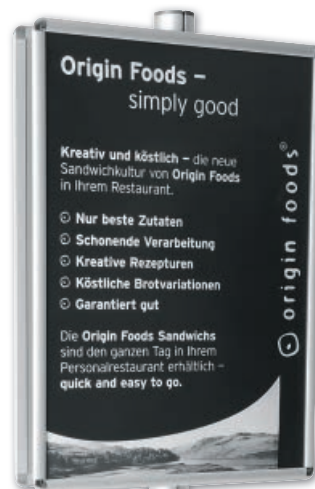 Origin Foods –
simply good
Kreativ und köstlich – die neue
Sandwichkultur von Origin Foods
in Ihrem Restaurant.
Nur beste Zutaten
Schonende Verarbeitung
Kreative Rezepturen
Köstliche Brotvariationen
Garantiert gut
Die Origin Foods Sandwichs
sind den ganzen Tag in Ihrem
Personalrestaurant erhältlich –
quick and easy to go.
origin foods®